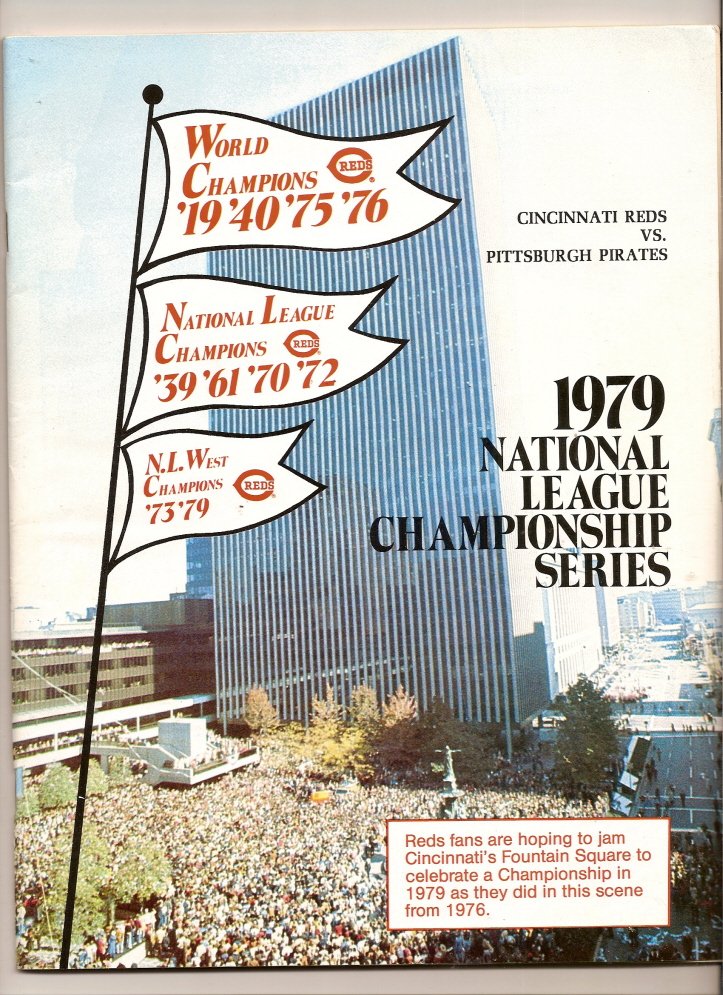 WORLD
CHAMPIONS REDS
'19 '40 '75 '76
CINCINNATI REDS
VS.
PITTSBURGH PIRATES
NATIONAL LEAGUE
CHAMPIONS REDS
'39 '61 '70 '72
1979
NATIONAL
LEAGUE
CHAMPIONSHIP
SERIES
N.L. WEST
CHAMPIONS REDS
'73 '79
Reds fans are hoping to jam
Cincinnati's Fountain Square to
celebrate a Championship in
1979 as they did in this scene
from 1976.